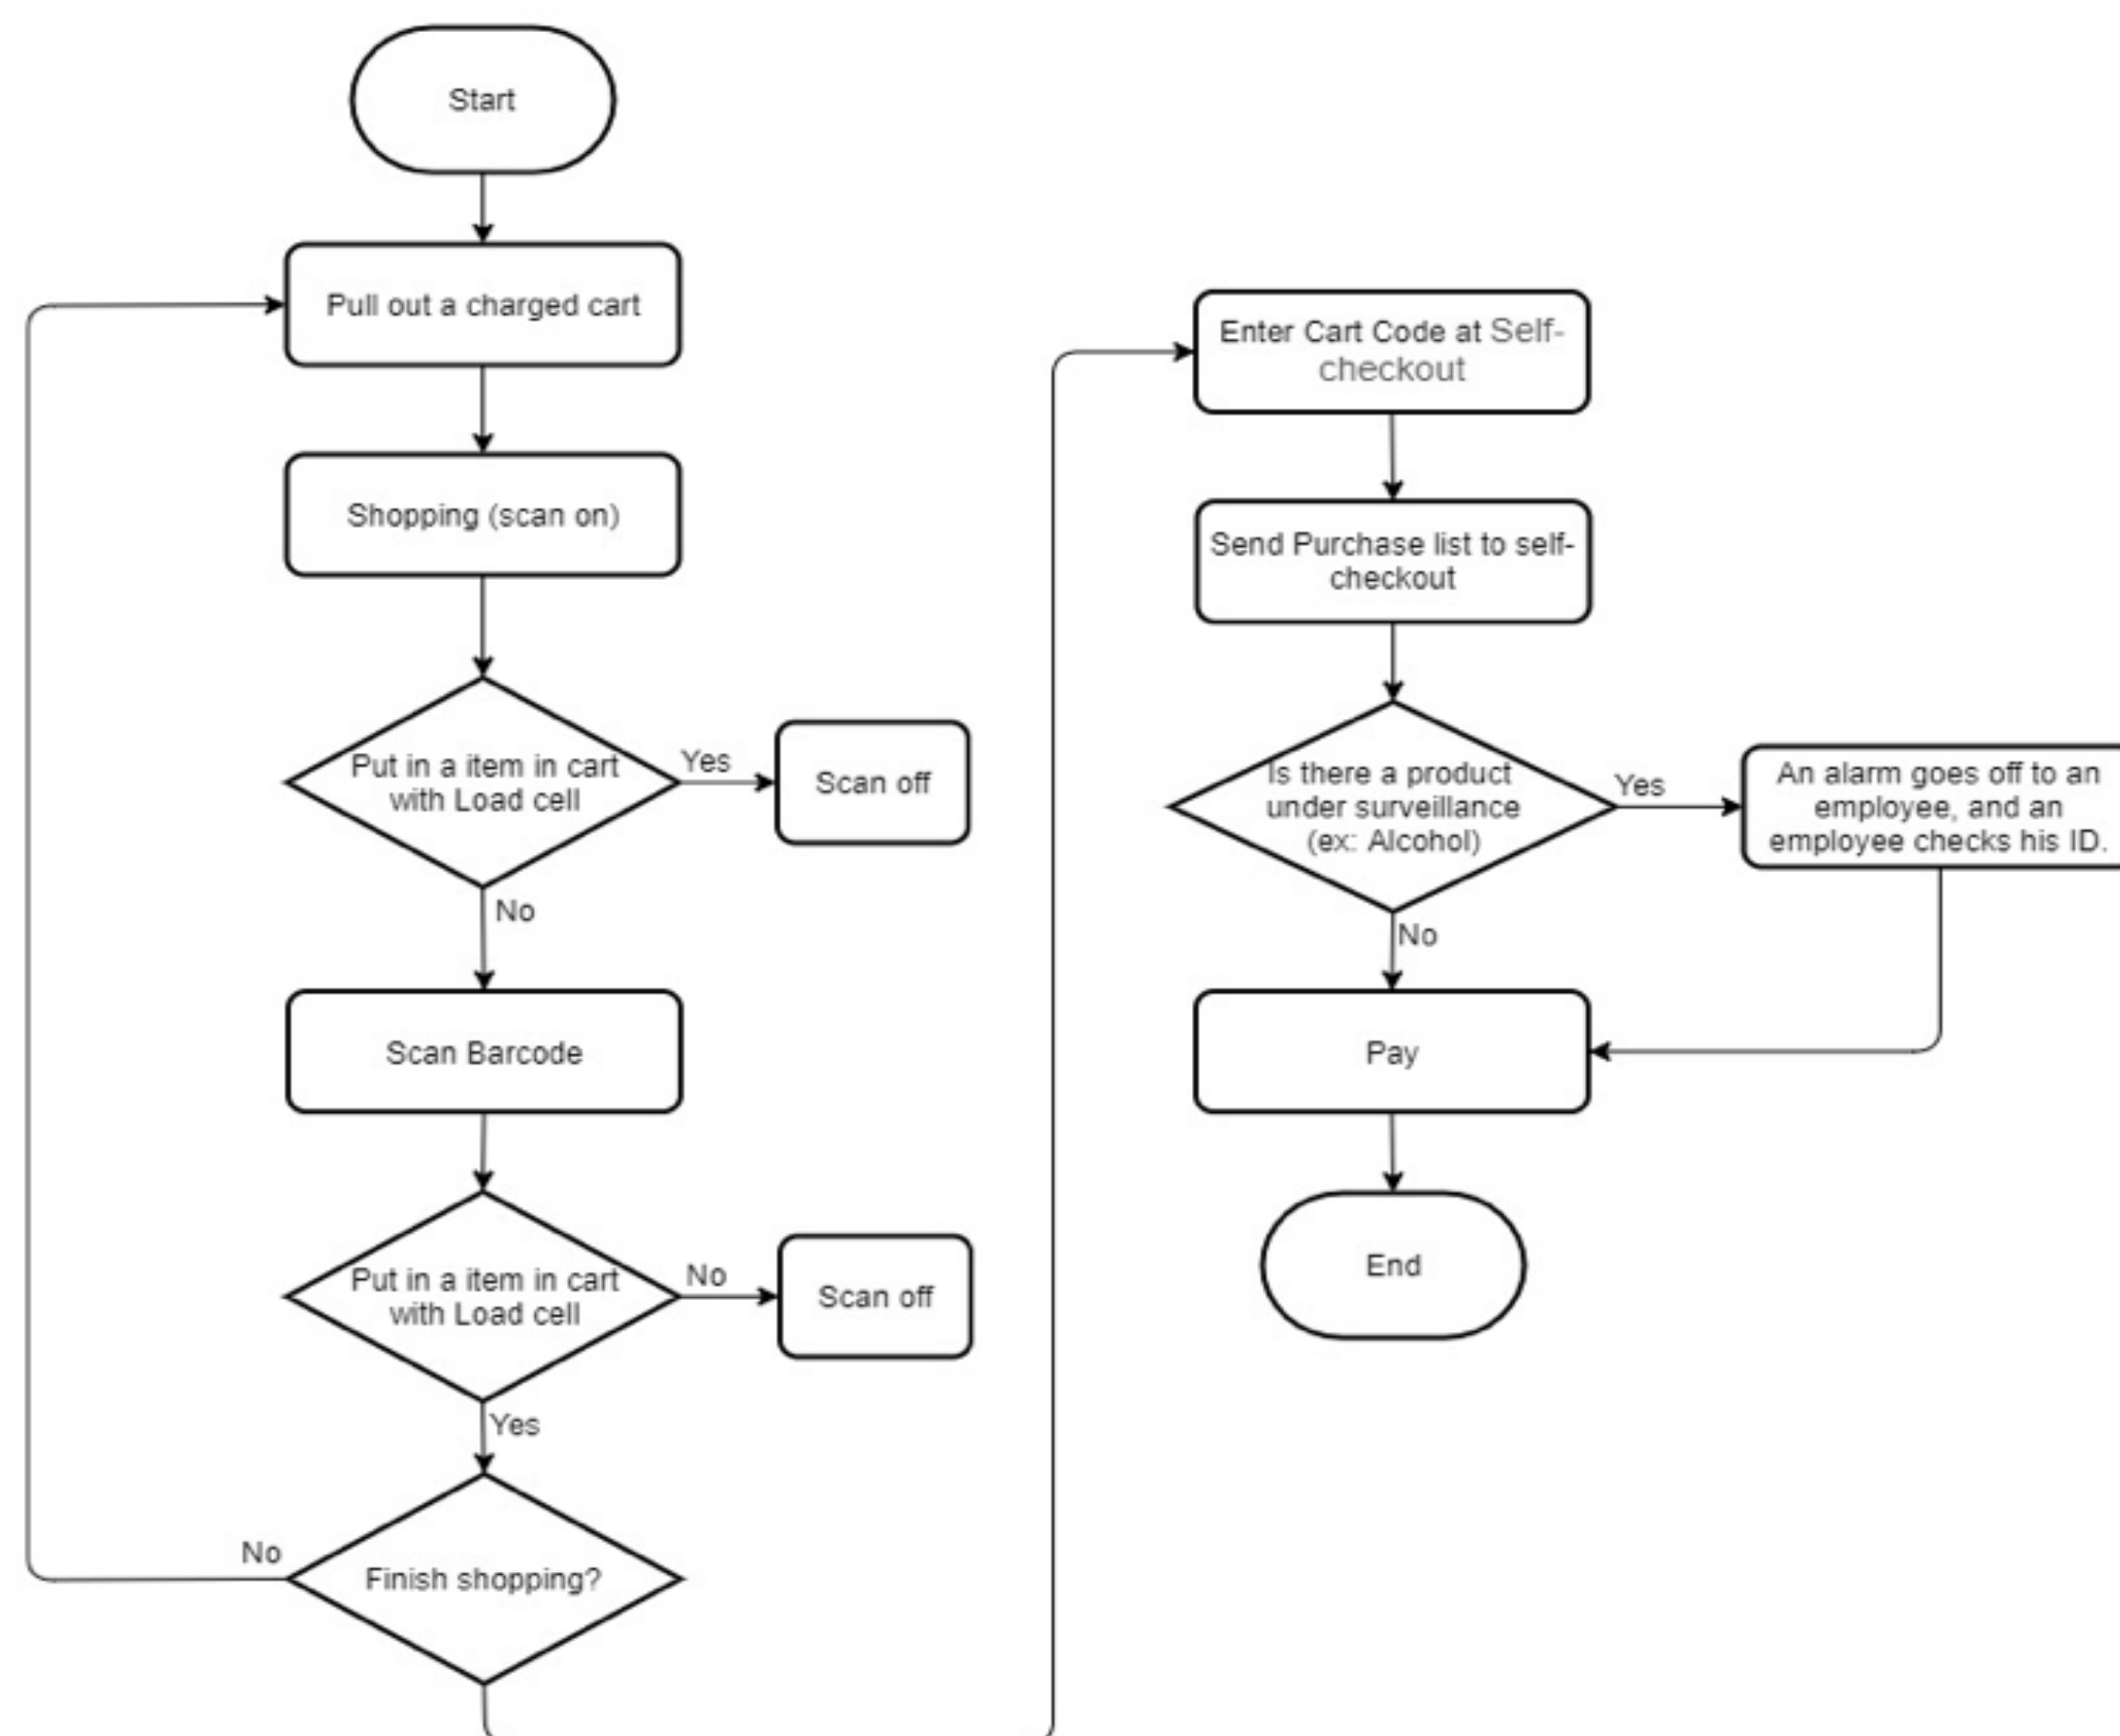 Start
Pull out a charged cart
Shopping (scan on)
Put in a item in cart
with Load cell
Yes
Scan off
No
Scan Barcode
Put in a item in cart
with Load cell
No
Scan off
Yes
Finish shopping?
No
Enter Cart Code at Self-
checkout
Send Purchase list to self-
checkout
Is there a product
under surveillance
(ex: Alcohol)
Yes
An alarm goes off to an
employee, and an
employee checks his ID.
No
Pay
End